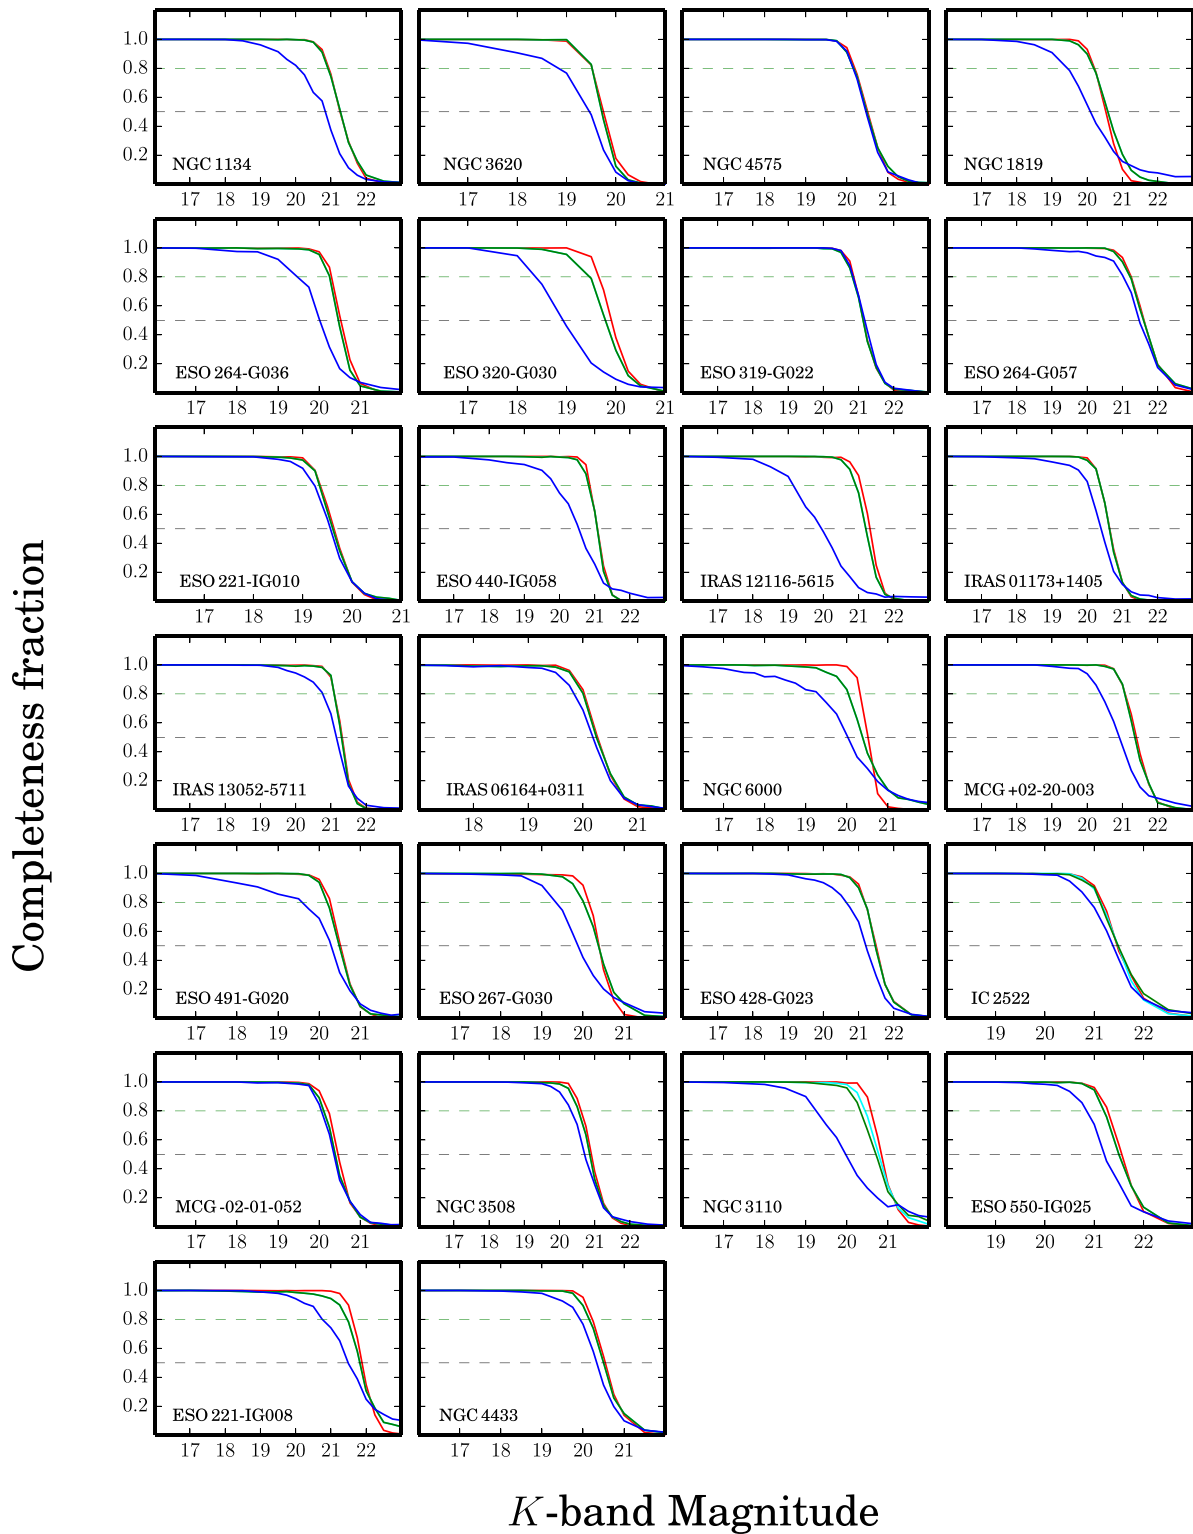 1.0
0.8
0.6
0.4
0.2
NGC 1134
NGC 3620
NGC 4575
NGC 1819
17 18 19 20 21 22
17 18 19 20 21
17 18 19 20 21
17 18 19 20 21 22
1.0
0.8
0.6
0.4
0.2
ESO 264-G036
ESO 320-G030
ESO 319-G022
ESO 264-G057
17 18 19 20 21
17 18 19 20 21
17 18 19 20 21 22
17 18 19 20 21 22
1.0
0.8
0.6
0.4
0.2
ESO 221-IG010
ESO 440-IG058
IRAS 12116-5615
IRAS 01173+1405
17 18 19 20 21
17 18 19 20 21 22
17 18 19 20 21 22
17 18 19 20 21 22
1.0
0.8
0.6
0.4
0.2
IRAS 13052-5711
IRAS 06164+0311
NGC 6000
MCG +02-20-003
17 18 19 20 21 22
18 19 20 21
17 18 19 20 21
17 18 19 20 21 22
1.0
0.8
0.6
0.4
0.2
ESO 491-G020
ESO 267-G030
ESO 428-G023
IC 2522
17 18 19 20 21
17 18 19 20 21
17 18 19 20 21 22
19 20 21 22
1.0
0.8
0.6
0.4
0.2
MCG -02-01-052
NGC 3508
NGC 3110
ESO 550-IG025
17 18 19 20 21
17 18 19 20 21 22
17 18 19 20 21
19 20 21 22
1.0
0.8
0.6
0.4
0.2
ESO 221-IG008
NGC 4433
17 18 19 20 21 22
17 18 19 20 21
Completeness fraction
K-band Magnitude